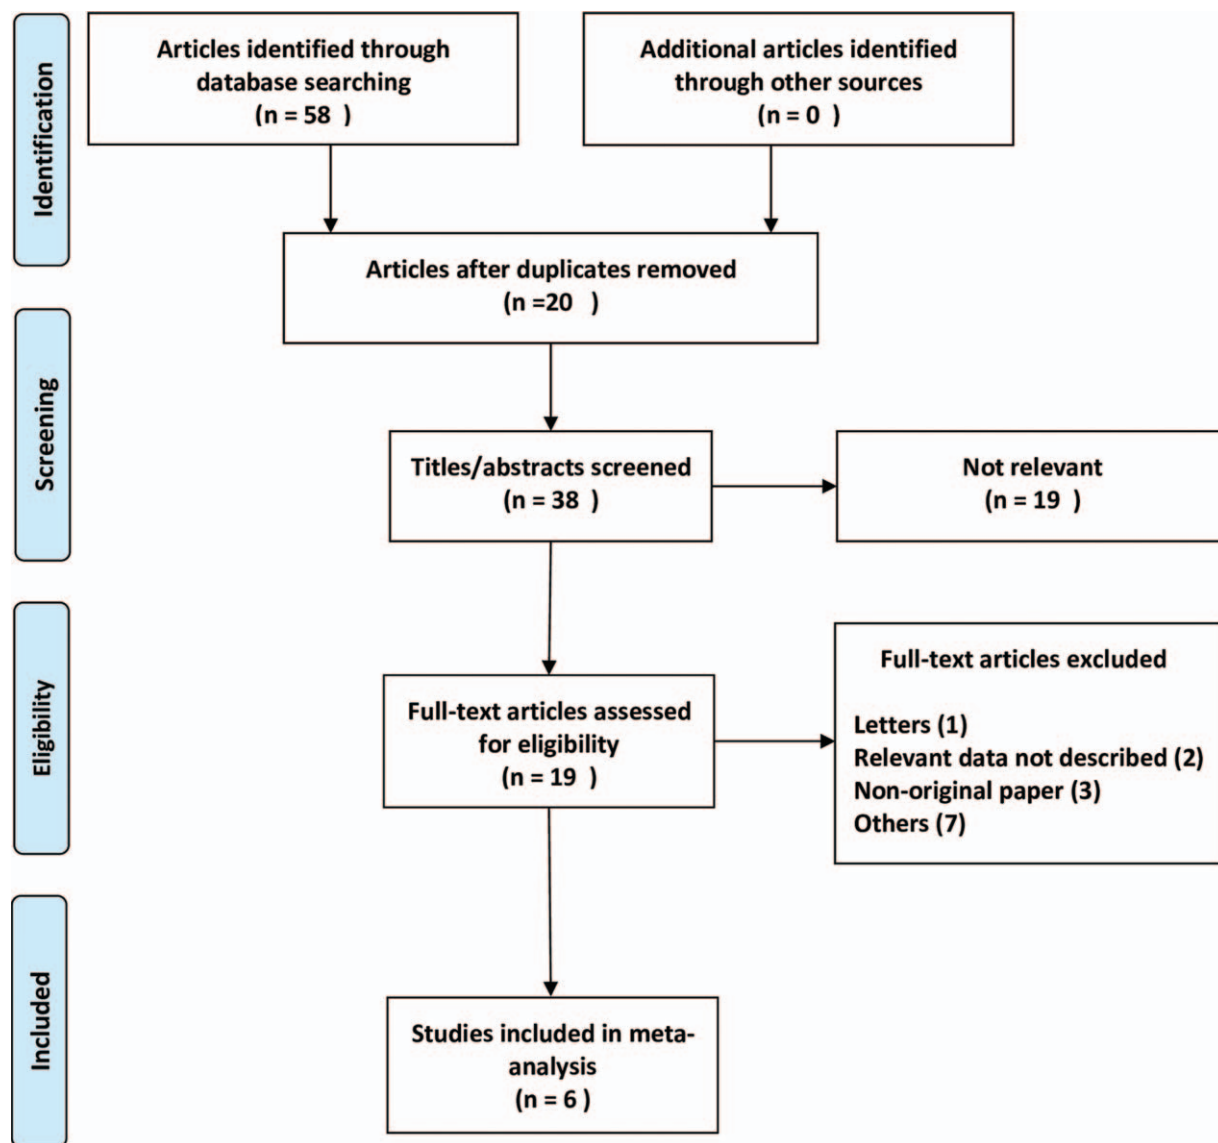 Identification
Articles identified through
database searching
(n = 58 )
Additional articles identified
through other sources
(n = 0 )
Articles after duplicates removed
(n =20 )
Screening
Titles/abstracts screened
(n = 38 )
Not relevant
(n = 19 )
Eligibility
Full-text articles assessed
for eligibility
(n = 19 )
Full-text articles excluded
Letters (1)
Relevant data not described (2)
Non-original paper (3)
Others (7)
Included
Studies included in meta-
analysis
(n = 6 )